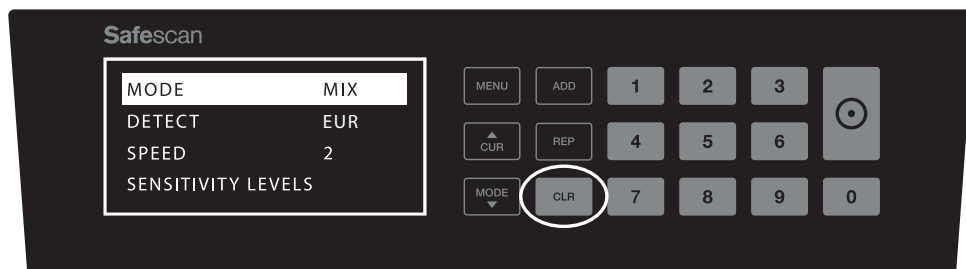 Safescan
MODE MIX
DETECT EUR
SPEED 2
SENSITIVITY LEVELS
MENU ADD 1 2 3
CUR REP 4 5 6
MODE CLR 7 8 9 0